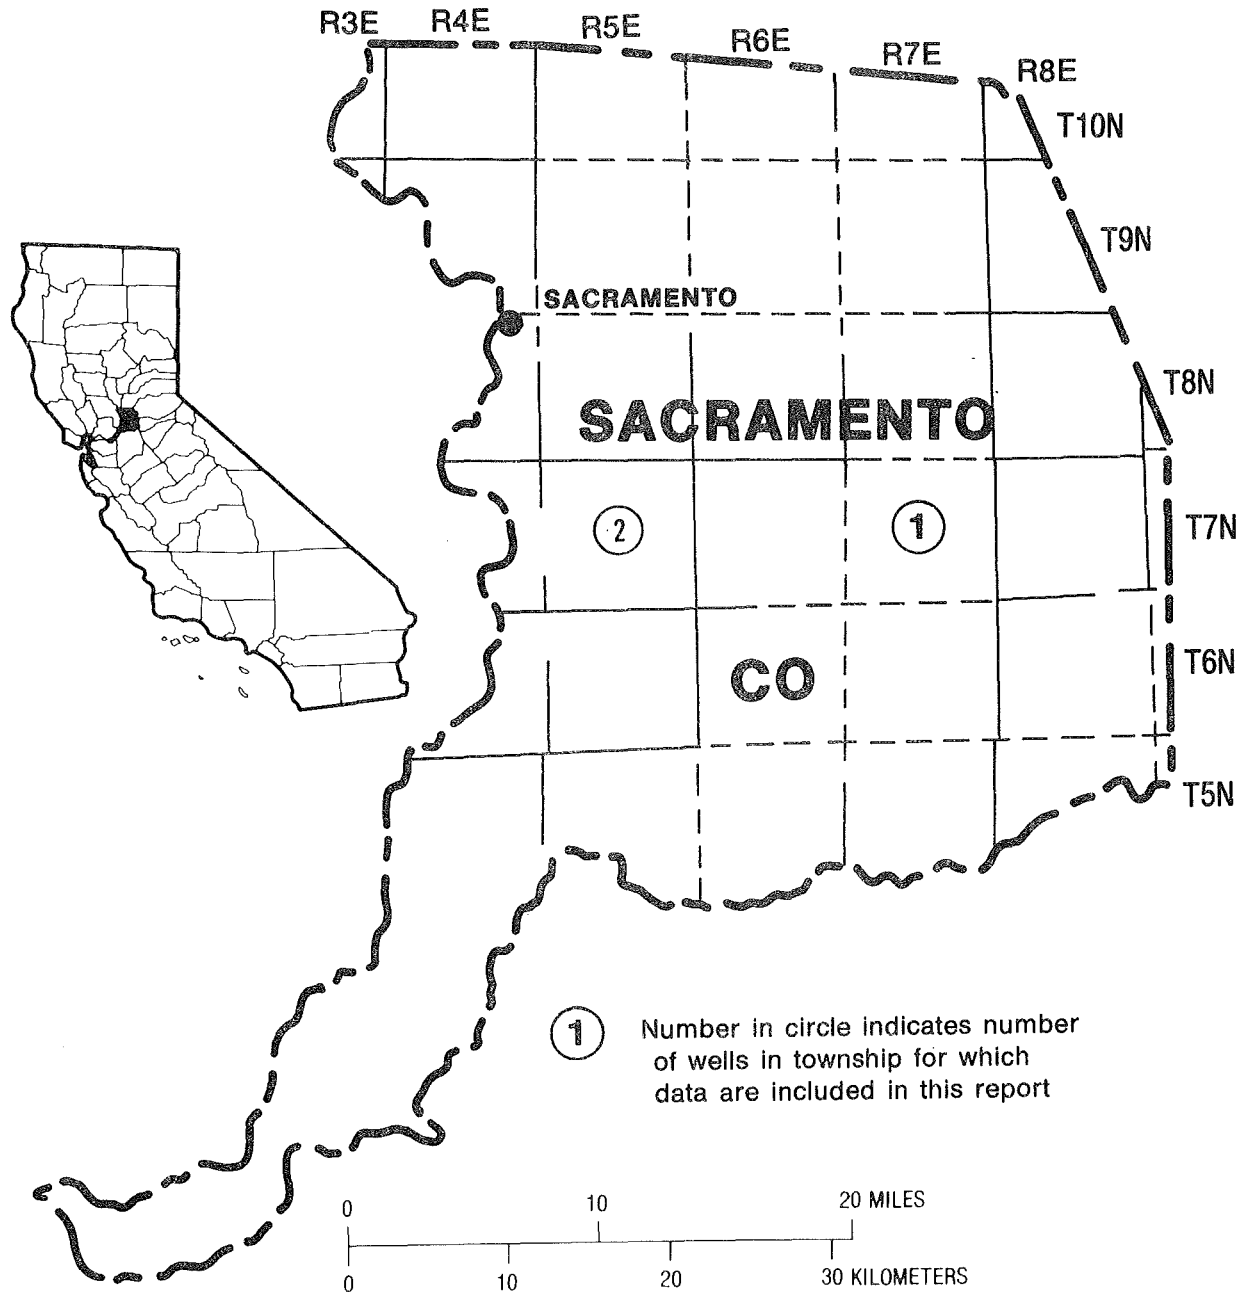 R3E R4E R5E R6E R7E R8E
T10N
T9N
SACRAMENTO
T8N
SACRAMENTO
2 1 T7N
CO T6N
T5N
1 Number in circle indicates number
of wells in township for which
data are included in this report
0 10 20 MILES
0 10 20 30 KILOMETERS